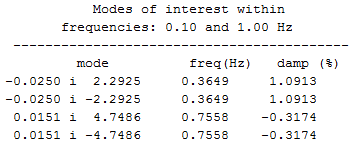 Modes of interest within
frequencies: 0.10 and 1.00 Hz
------------------------------------------
mode freq(Hz) damp (%)
-0.0250 i 2.2925 0.3649 1.0913
-0.0250 i -2.2925 0.3649 1.0913
0.0151 i 4.7486 0.7558 -0.3174
0.0151 i -4.7486 0.7558 -0.3174